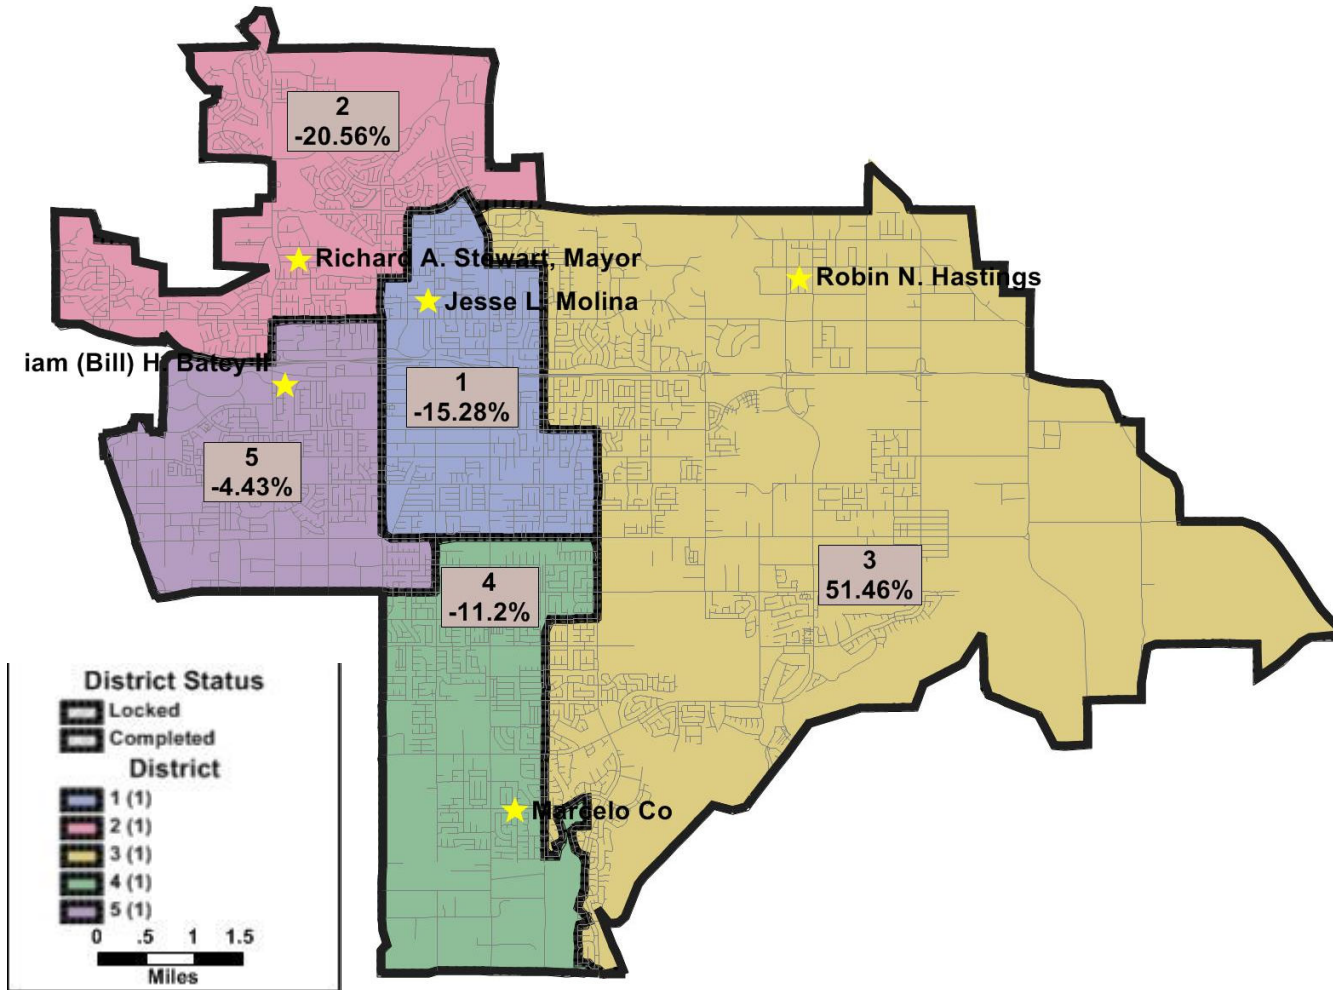 2
-20.56%
Richard A. Stewart, Mayor
Robin N. Hastings
Jesse L. Molina
iam (Bill) H. Batey II
1
-15.28%
5
-4.43%
3
51.46%
4
-11.2%
Marcelo Co
District Status
Locked
Completed
District
1 (1)
2 (1)
3 (1)
4 (1)
5 (1)
0 .5 1 1.5
Miles